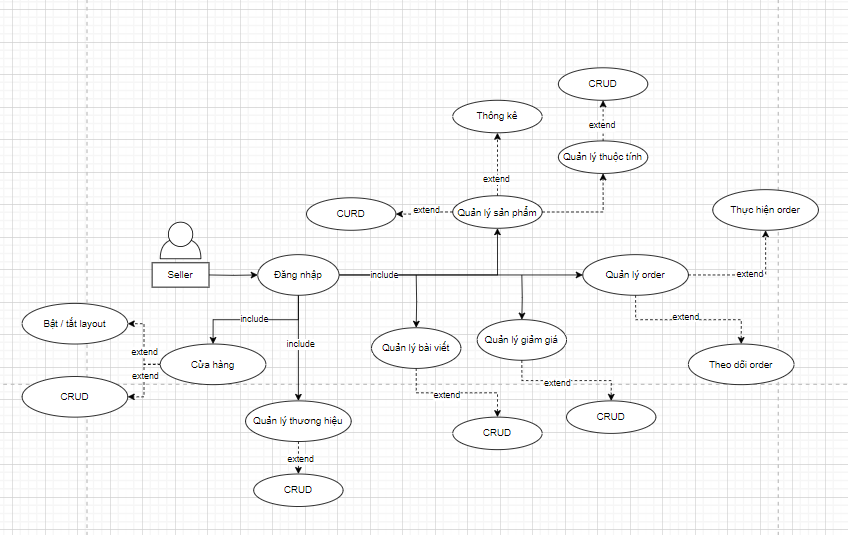 CRUD
Thông kê
extend
Quản lý thuộc tính
extend
CURD
extend
Quản lý sản phẩm
Thực hiện order
Seller
Đăng nhập
include
Quản lý order
extend
Bật / tắt layout
include
extend
include
Quản lý bài viết
Quản lý giảm giá
extend
Cửa hàng
Theo dõi order
extend
CRUD
extend
extend
Quản lý thương hiệu
CRUD
CRUD
extend
CRUD